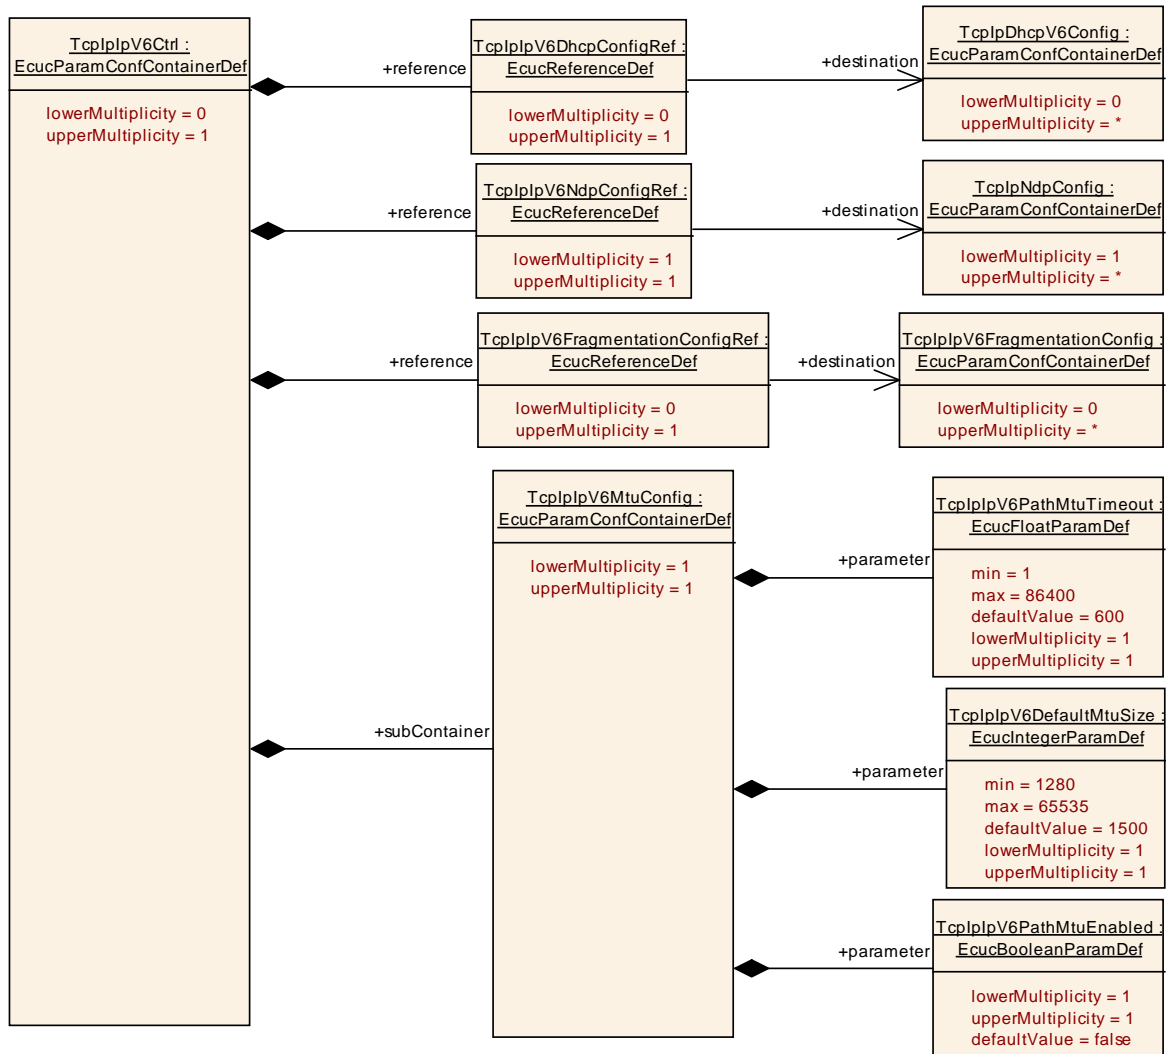 TcpIpIpV6Ctrl :
EcucParamConfContainerDef
lowerMultiplicity = 0
upperMultiplicity = 1
+reference
TcpIpIpV6DhcpConfigRef :
EcucReferenceDef
lowerMultiplicity = 0
upperMultiplicity = 1
+destination
TcpIpDhcpV6Config :
EcucParamConfContainerDef
lowerMultiplicity = 0
upperMultiplicity = *
+reference
TcpIpIpV6NdpConfigRef :
EcucReferenceDef
lowerMultiplicity = 1
upperMultiplicity = 1
+destination
TcpIpNdpConfig :
EcucParamConfContainerDef
lowerMultiplicity = 1
upperMultiplicity = *
+reference
TcpIpIpV6FragmentationConfigRef :
EcucReferenceDef
lowerMultiplicity = 0
upperMultiplicity = 1
+destination
TcpIpIpV6FragmentationConfig :
EcucParamConfContainerDef
lowerMultiplicity = 0
upperMultiplicity = *
+subContainer
TcpIpIpV6MtuConfig :
EcucParamConfContainerDef
lowerMultiplicity = 1
upperMultiplicity = 1
+parameter
TcpIpIpV6PathMtuTimeout :
EcucFloatParamDef
min = 1
max = 86400
defaultValue = 600
lowerMultiplicity = 1
upperMultiplicity = 1
+parameter
TcpIpIpV6DefaultMtuSize :
EcucIntegerParamDef
min = 1280
max = 65535
defaultValue = 1500
lowerMultiplicity = 1
upperMultiplicity = 1
+parameter
TcpIpIpV6PathMtuEnabled :
EcucBooleanParamDef
lowerMultiplicity = 1
upperMultiplicity = 1
defaultValue = false